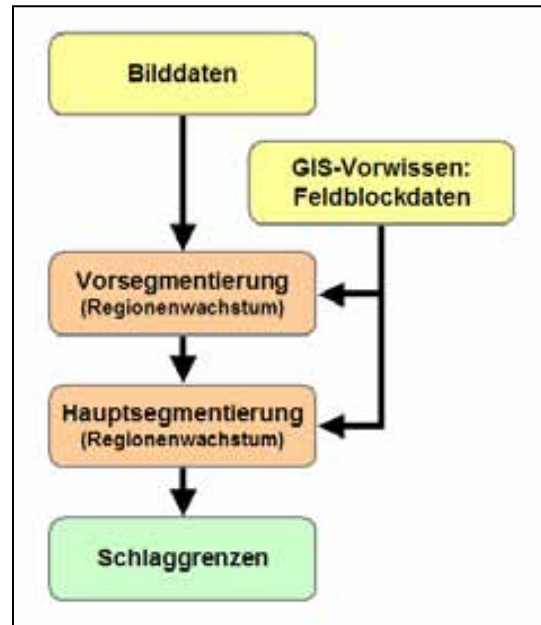 Bilddaten
GIS-Vorwissen:
Feldblockdaten
Vorsegmentierung
(Regionenwachstum)
Hauptsegmentierung
(Regionenwachstum)
Schlaggrenzen